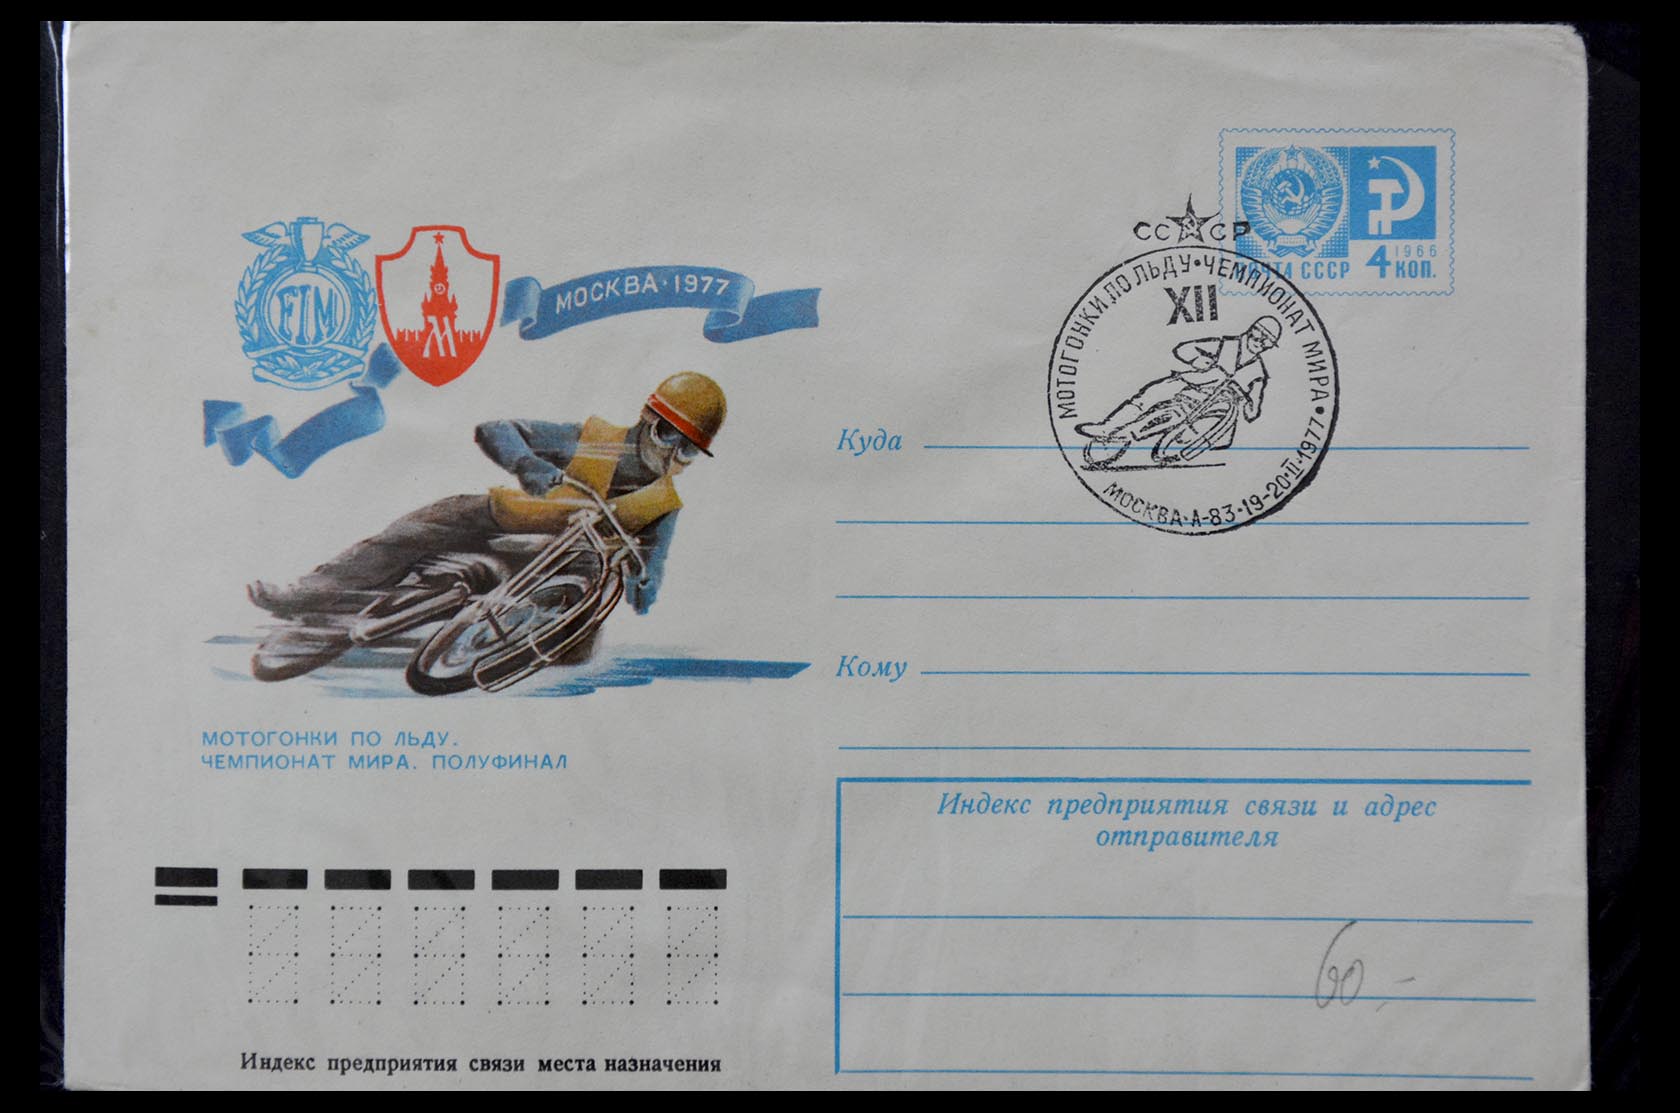 FIM
М
МОСКВА·1977
МОТОГОНКИ ПО ЛЬДУ.
ЧЕМПИОНАТ МИРА. ПОЛУФИНАЛ
ПОЧТА СССР
1966
4 КОП.
СССР
МОТОГОНКИ ПО ЛЬДУ·ЧЕМПИОНАТ МИРА·
XII
МОСКВА·А-83·19-20·II·1977·
Куда
Кому
Индекс предприятия связи и адрес
отправителя
60.-
Индекс предприятия связи места назначения